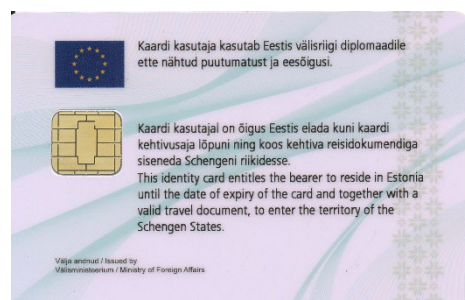 Kaardi kasutaja kasutab Eestis välisriigi diplomaadile
ette nähtud puutumatust ja eesõigusi.
Kaardi kasutajal on õigus Eestis elada kuni kaardi
kehtivusaja lõpuni ning koos kehtiva reisidokumendiga
siseneda Schengeni riikidesse.
This identity card entitles the bearer to reside in Estonia
until the date of expiry of the card and together with a
valid travel document, to enter the territory of the
Schengen States.
Välja andnud / Issued by
Välisministeerium / Ministry of Foreign Affairs